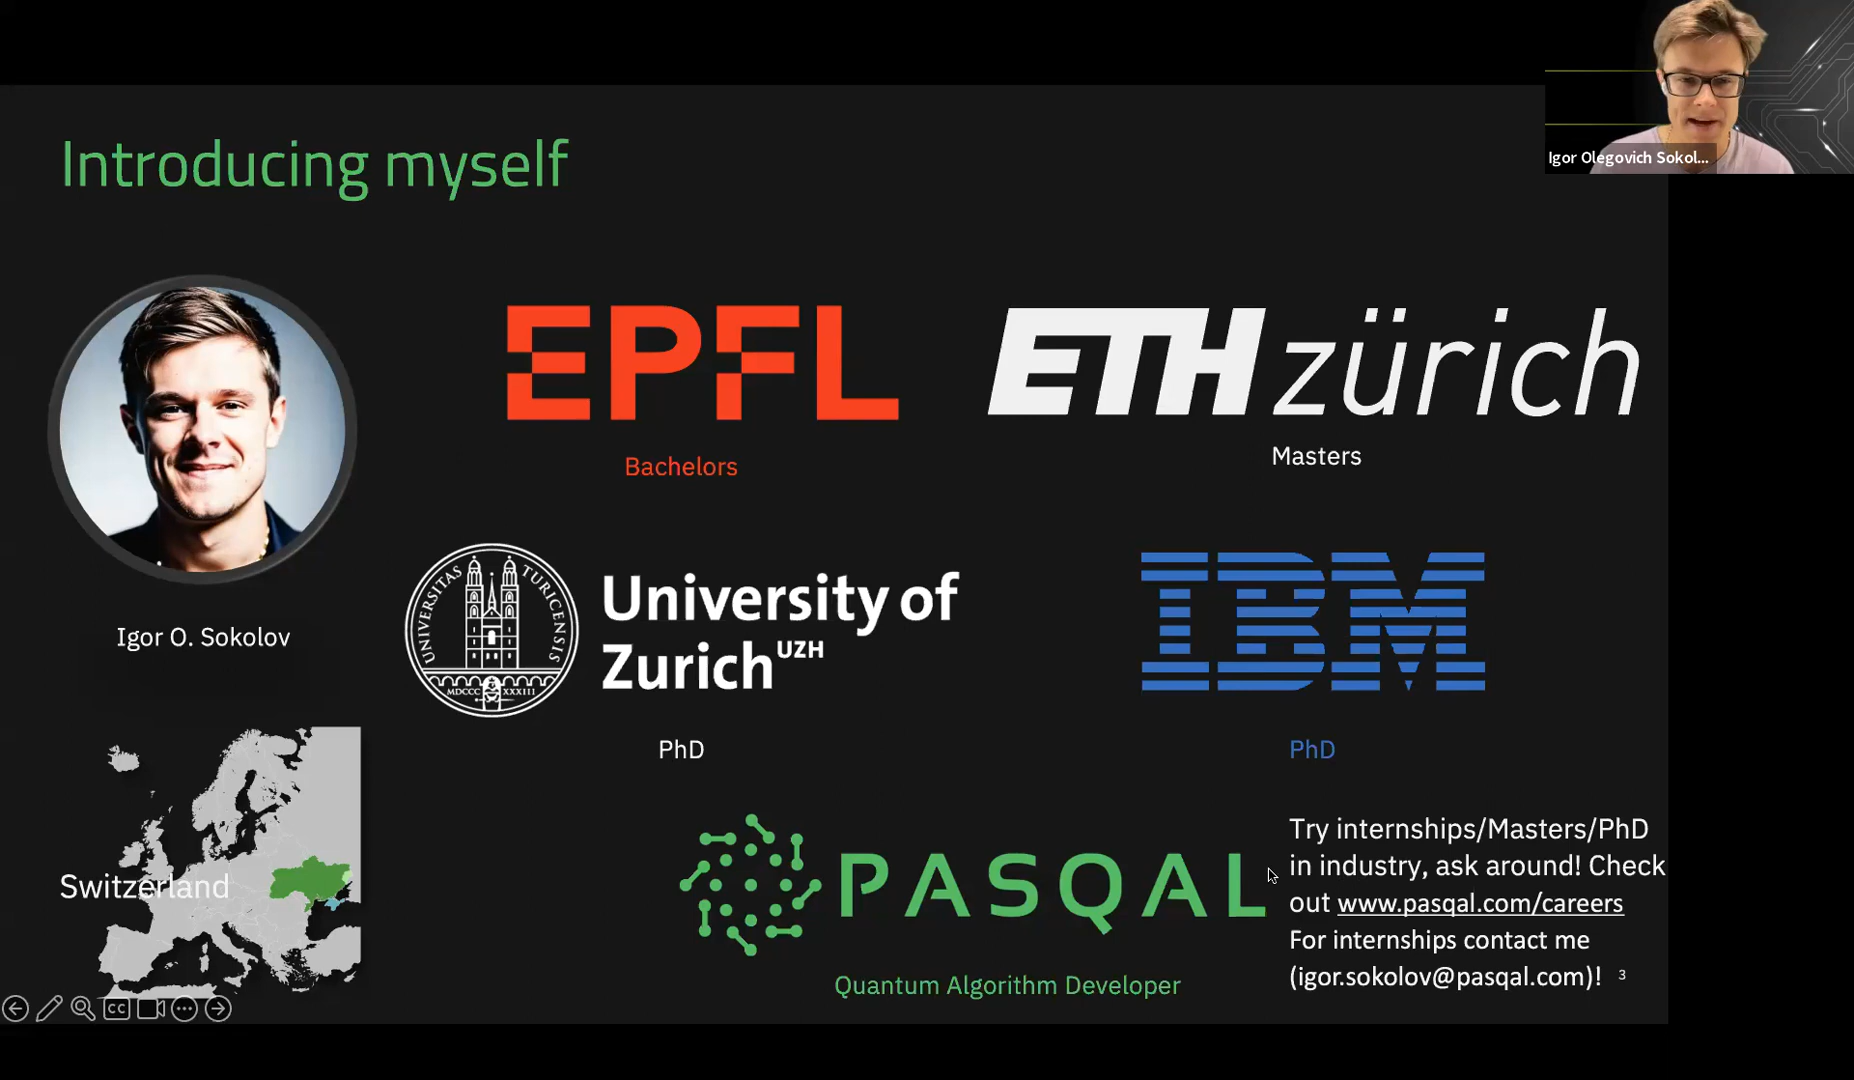 Introducing myself
Igor Olegovich Sokol...
EPFL
Bachelors
ETH zürich
Masters
Igor O. Sokolov
UNIVERSITAS TURICENSIS
MDCCC XXXIII
University of
Zurich UZH
PhD
IBM
PhD
Switzerland
PASQAL
Quantum Algorithm Developer
Try internships/Masters/PhD
in industry, ask around! Check
out www.pasqal.com/careers
For internships contact me
(igor.sokolov@pasqal.com)!
3
CC